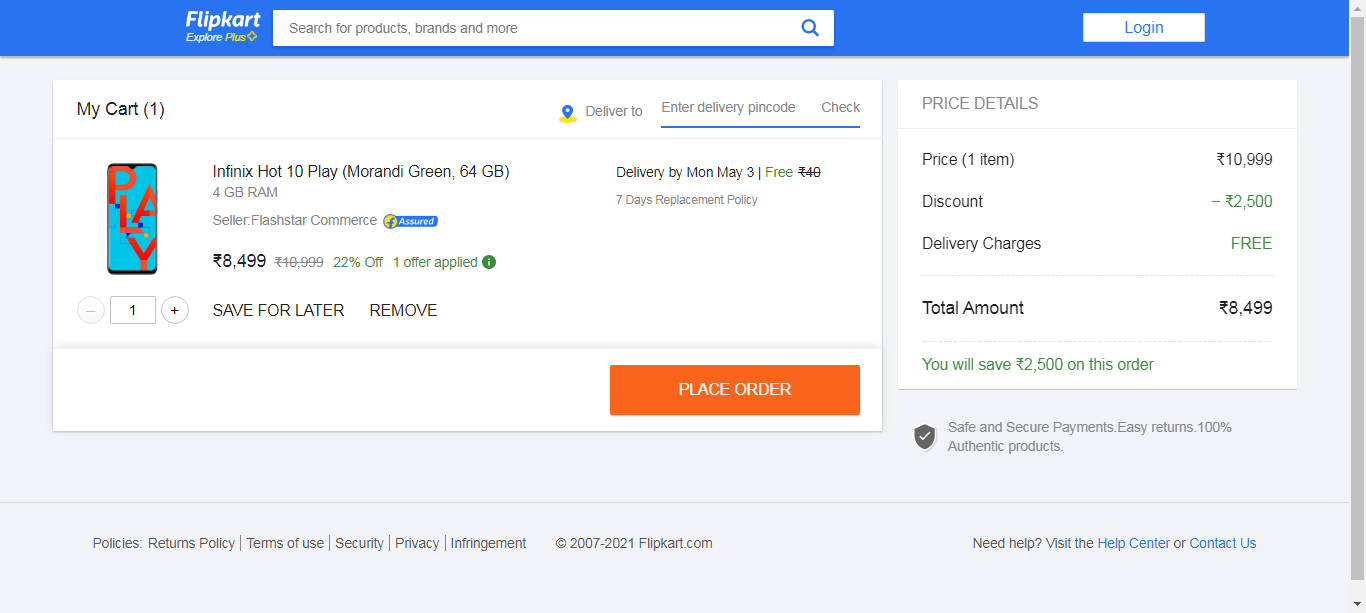 Flipkart
Explore Plus
Search for products, brands and more
Login
My Cart (1)
Deliver to
Enter delivery pincode
Check
PLAY
Infinix Hot 10 Play (Morandi Green, 64 GB)
4 GB RAM
Seller:Flashstar Commerce Assured
₹8,499 ₹10,999 22% Off 1 offer applied
Delivery by Mon May 3 | Free ₹40
7 Days Replacement Policy
– 1 +
SAVE FOR LATER
REMOVE
PLACE ORDER
PRICE DETAILS
Price (1 item) ₹10,999
Discount − ₹2,500
Delivery Charges FREE
Total Amount ₹8,499
You will save ₹2,500 on this order
Safe and Secure Payments.Easy returns.100%
Authentic products.
Policies: Returns Policy | Terms of use | Security | Privacy | Infringement
© 2007-2021 Flipkart.com
Need help? Visit the Help Center or Contact Us